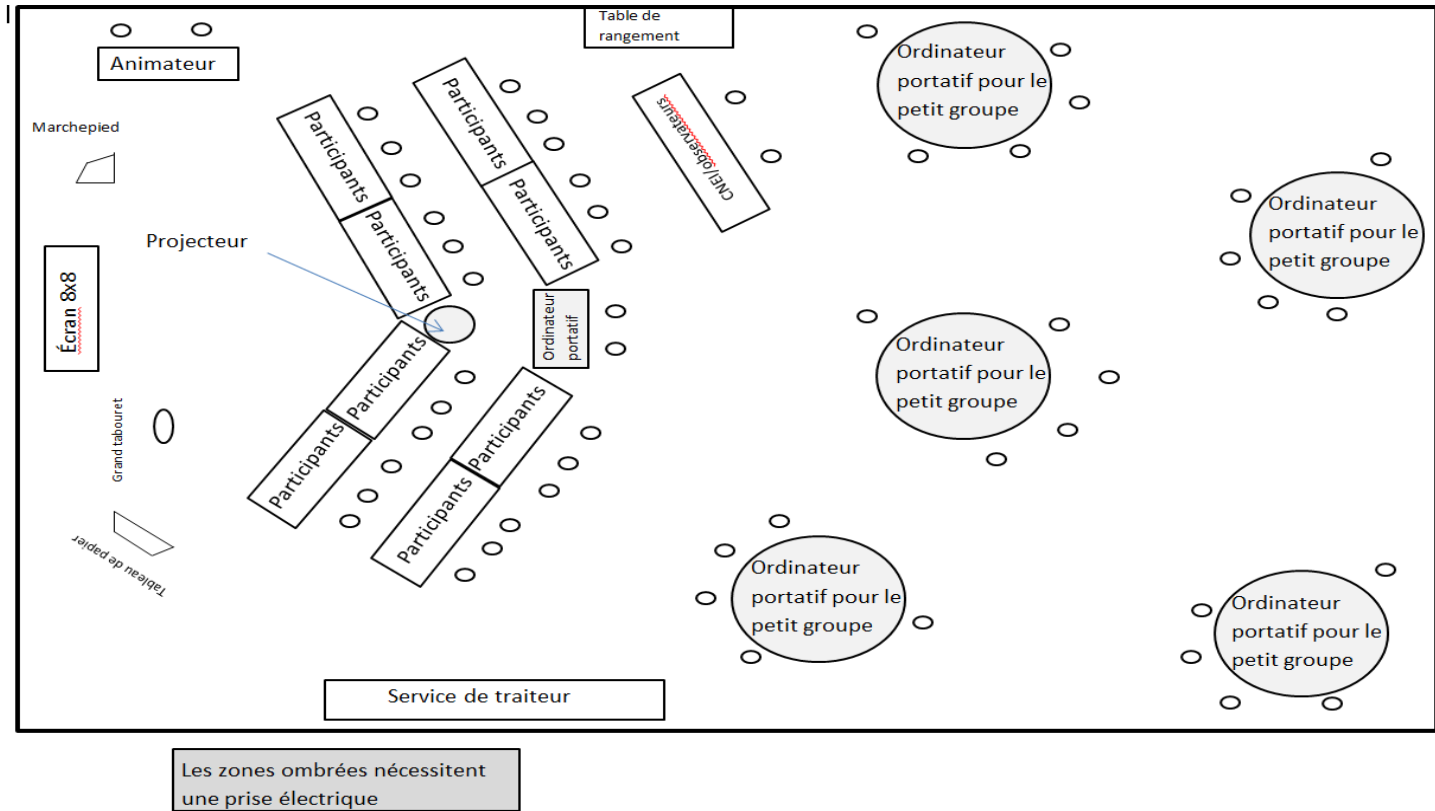 Table de
rangement
Animateur
Participants
Participants
CNEI/observateurs
Ordinateur
portatif pour le
petit groupe
Marchepied
Participants
Participants
Ordinateur
portatif pour le
petit groupe
Projecteur
Écran 8x8
Ordinateur
portatif
Ordinateur
portatif pour le
petit groupe
Participants
Participants
Participants
Participants
Grand tabouret
Tableau de papier
Ordinateur
portatif pour le
petit groupe
Ordinateur
portatif pour le
petit groupe
Service de traiteur
Les zones ombrées nécessitent
une prise électrique